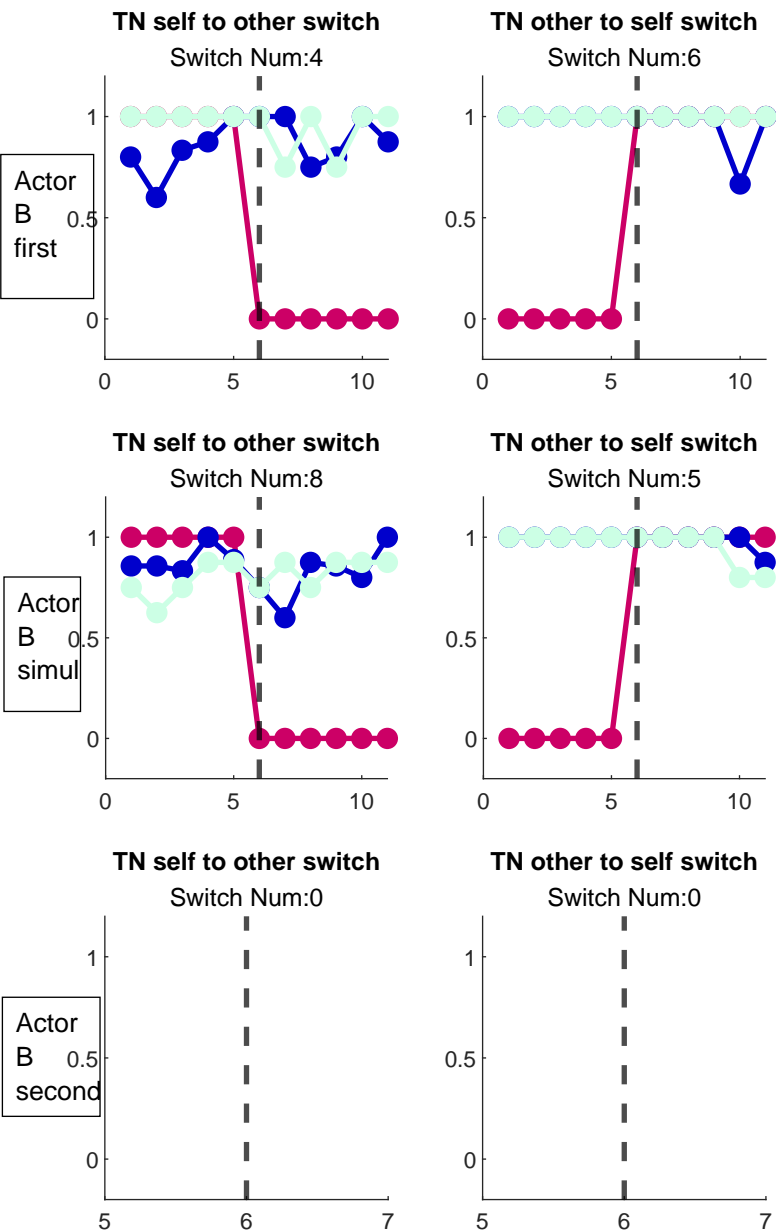 TN self to other switch
Switch Num:4
TN other to self switch
Switch Num:6
1
0.5
0
0
5
10
1
0.5
0
0
5
10
Actor
B
first
TN self to other switch
Switch Num:8
TN other to self switch
Switch Num:5
1
0.5
0
0
5
10
1
0.5
0
0
5
10
Actor
B
simul
TN self to other switch
Switch Num:0
TN other to self switch
Switch Num:0
1
0.5
0
5
6
7
1
0.5
0
5
6
7
Actor
B
second